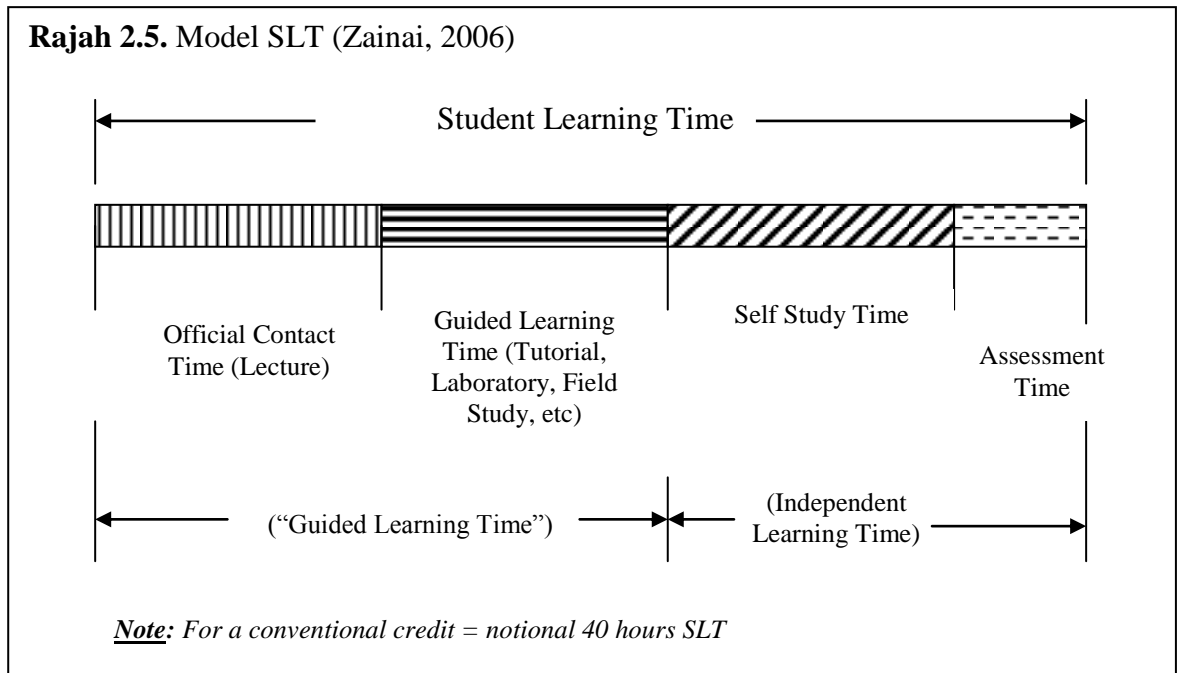 Rajah 2.5. Model SLT (Zainai, 2006)
Student Learning Time
Official Contact
Time (Lecture)
Guided Learning
Time (Tutorial,
Laboratory, Field
Study, etc)
Self Study Time
Assessment
Time
(“Guided Learning Time”)
(Independent
Learning Time)
Note: For a conventional credit = notional 40 hours SLT